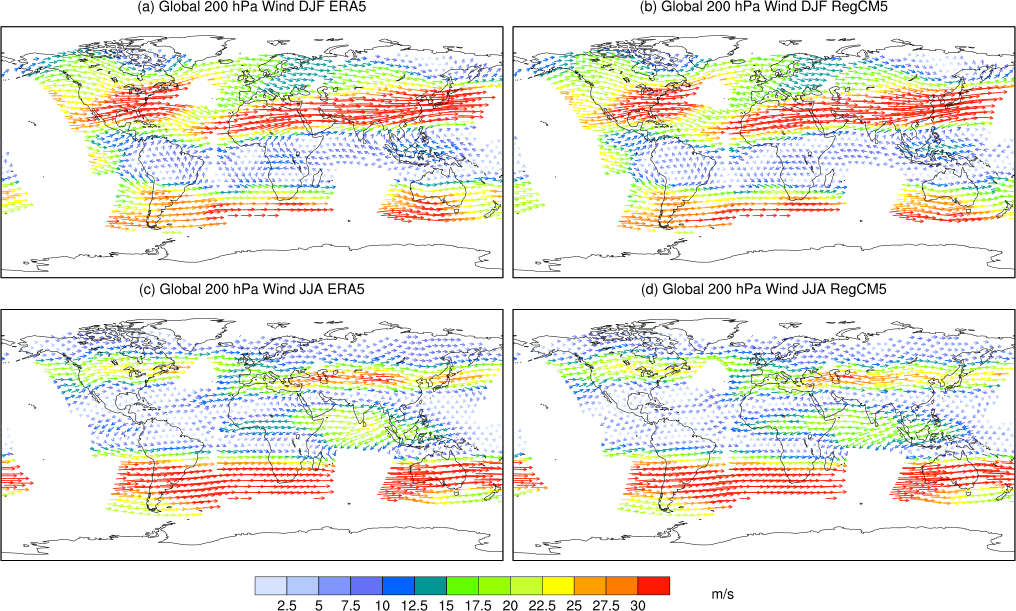 (a) Global 200 hPa Wind DJF ERA5
(b) Global 200 hPa Wind DJF RegCM5
(c) Global 200 hPa Wind JJA ERA5
(d) Global 200 hPa Wind JJA RegCM5
2.5 5 7.5 10 12.5 15 17.5 20 22.5 25 27.5 30
m/s